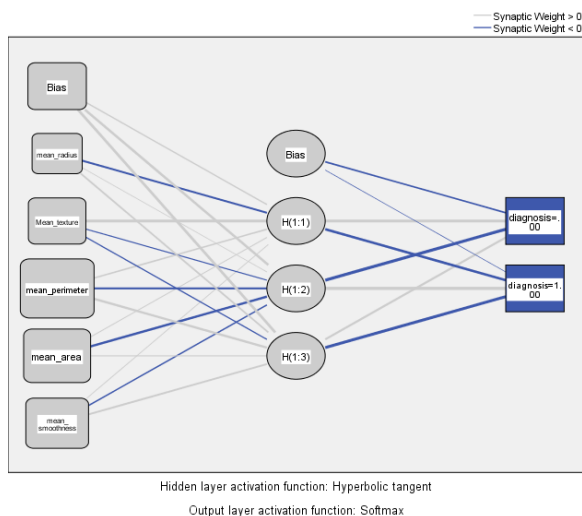 Synaptic Weight > 0
Synaptic Weight < 0
Bias
mean_radius
Mean_texture
mean_perimeter
mean_area
mean_
smoothness
Bias
H(1:1)
H(1:2)
H(1:3)
diagnosis=.
00
diagnosis=1.
00
Hidden layer activation function: Hyperbolic tangent
Output layer activation function: Softmax